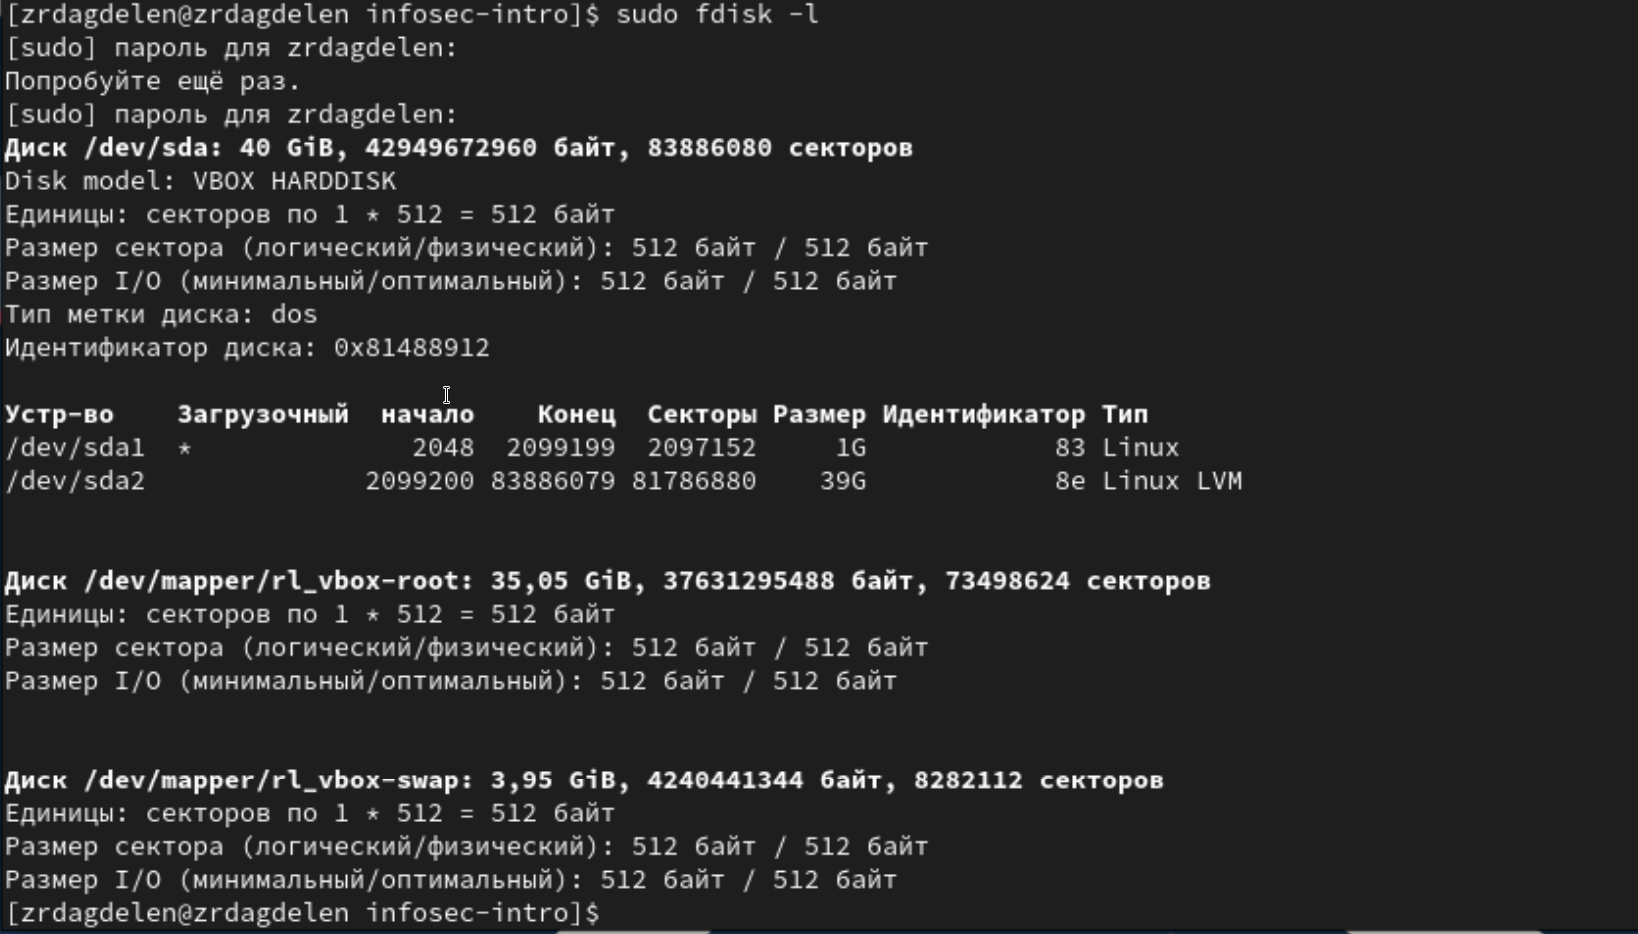 [zrdagdelen@zrdagdelen infosec-intro]$ sudo fdisk -l
[sudo] пароль для zrdagdelen:
Попробуйте ещё раз.
[sudo] пароль для zrdagdelen:
Диск /dev/sda: 40 GiB, 42949672960 байт, 83886080 секторов
Disk model: VBOX HARDDISK
Единицы: секторов по 1 * 512 = 512 байт
Размер сектора (логический/физический): 512 байт / 512 байт
Размер I/O (минимальный/оптимальный): 512 байт / 512 байт
Тип метки диска: dos
Идентификатор диска: 0x81488912
Устр-во Загрузочный начало Конец Секторы Размер Идентификатор Тип
/dev/sda1 * 2048 2099199 2097152 1G 83 Linux
/dev/sda2 2099200 83886079 81786880 39G 8e Linux LVM
Диск /dev/mapper/rl_vbox-root: 35,05 GiB, 37631295488 байт, 73498624 секторов
Единицы: секторов по 1 * 512 = 512 байт
Размер сектора (логический/физический): 512 байт / 512 байт
Размер I/O (минимальный/оптимальный): 512 байт / 512 байт
Диск /dev/mapper/rl_vbox-swap: 3,95 GiB, 4240441344 байт, 8282112 секторов
Единицы: секторов по 1 * 512 = 512 байт
Размер сектора (логический/физический): 512 байт / 512 байт
Размер I/O (минимальный/оптимальный): 512 байт / 512 байт
[zrdagdelen@zrdagdelen infosec-intro]$